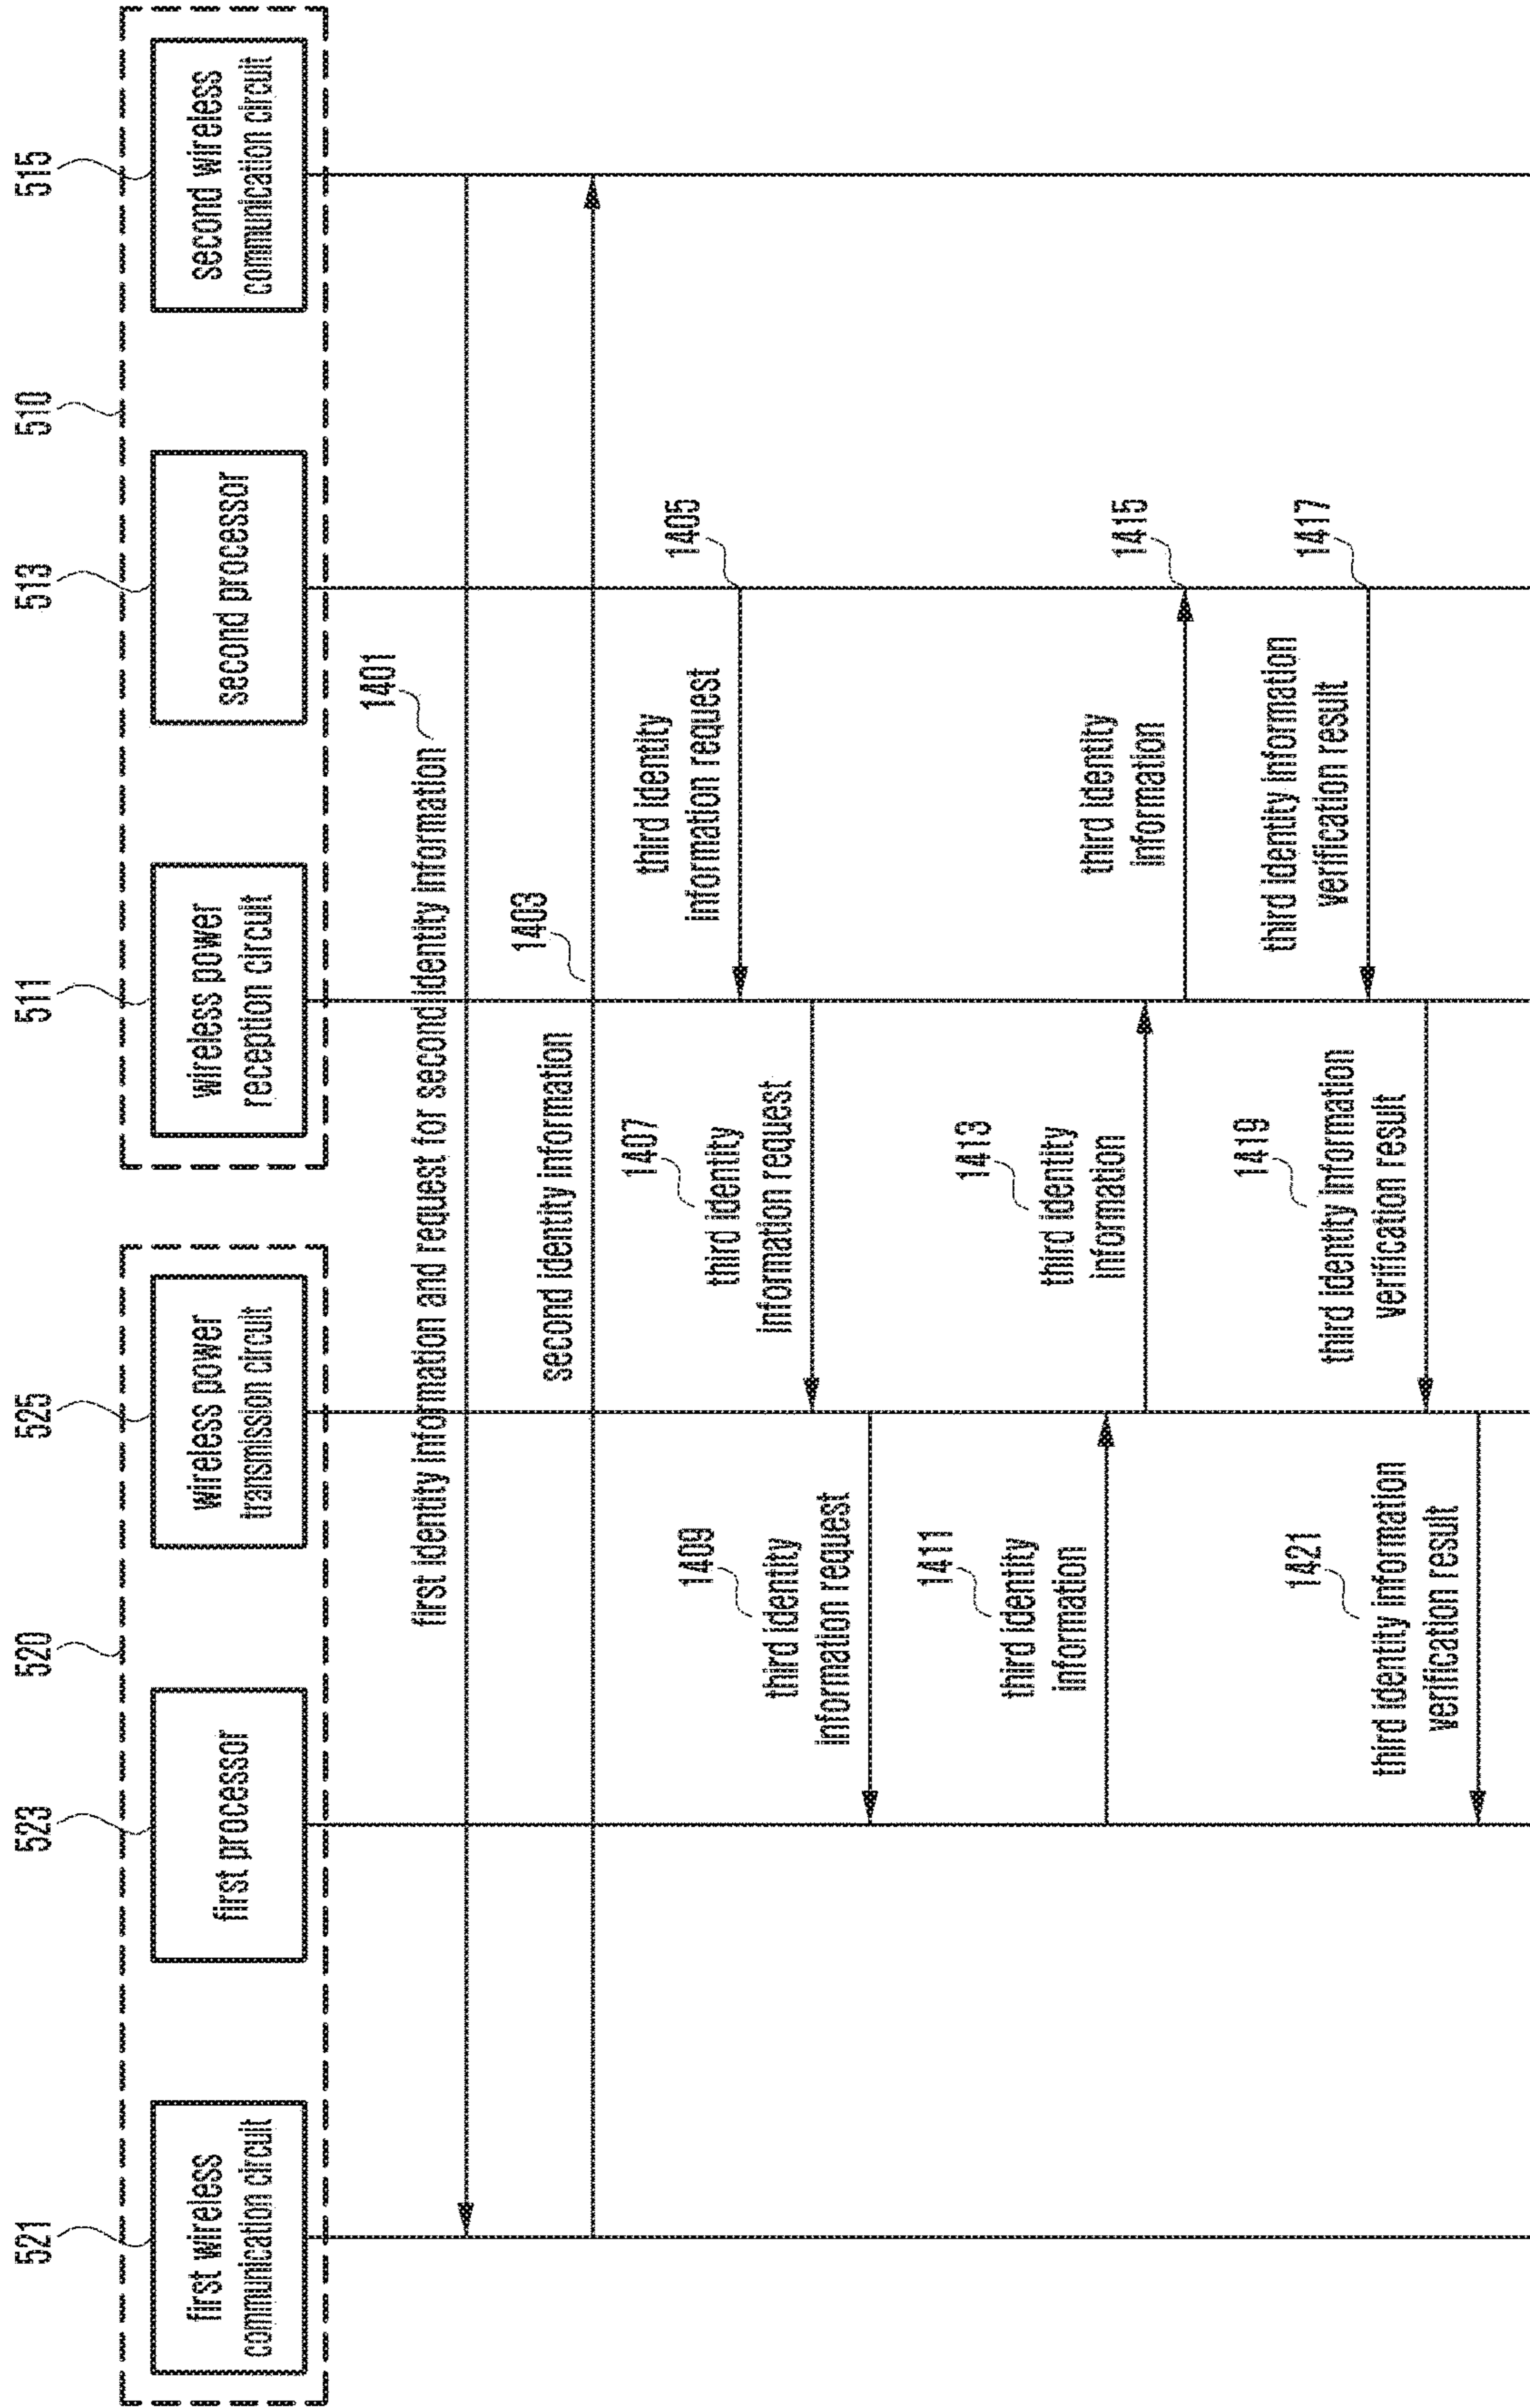 520
510
521
523
525
511
513
515
first wireless
communication circuit
first processor
wireless power
transmission circuit
wireless power
reception circuit
second processor
second wireless
communication circuit
first identity information and request for second identity information
1401
second identity information
1403
1405
third identity
information request
1407
third identity
information request
1409
third identity
information request
1411
third identity
information
1413
third identity
information
1415
third identity
information
1417
third identity information
verification result
1419
third identity information
verification result
1421
third identity information
verification result